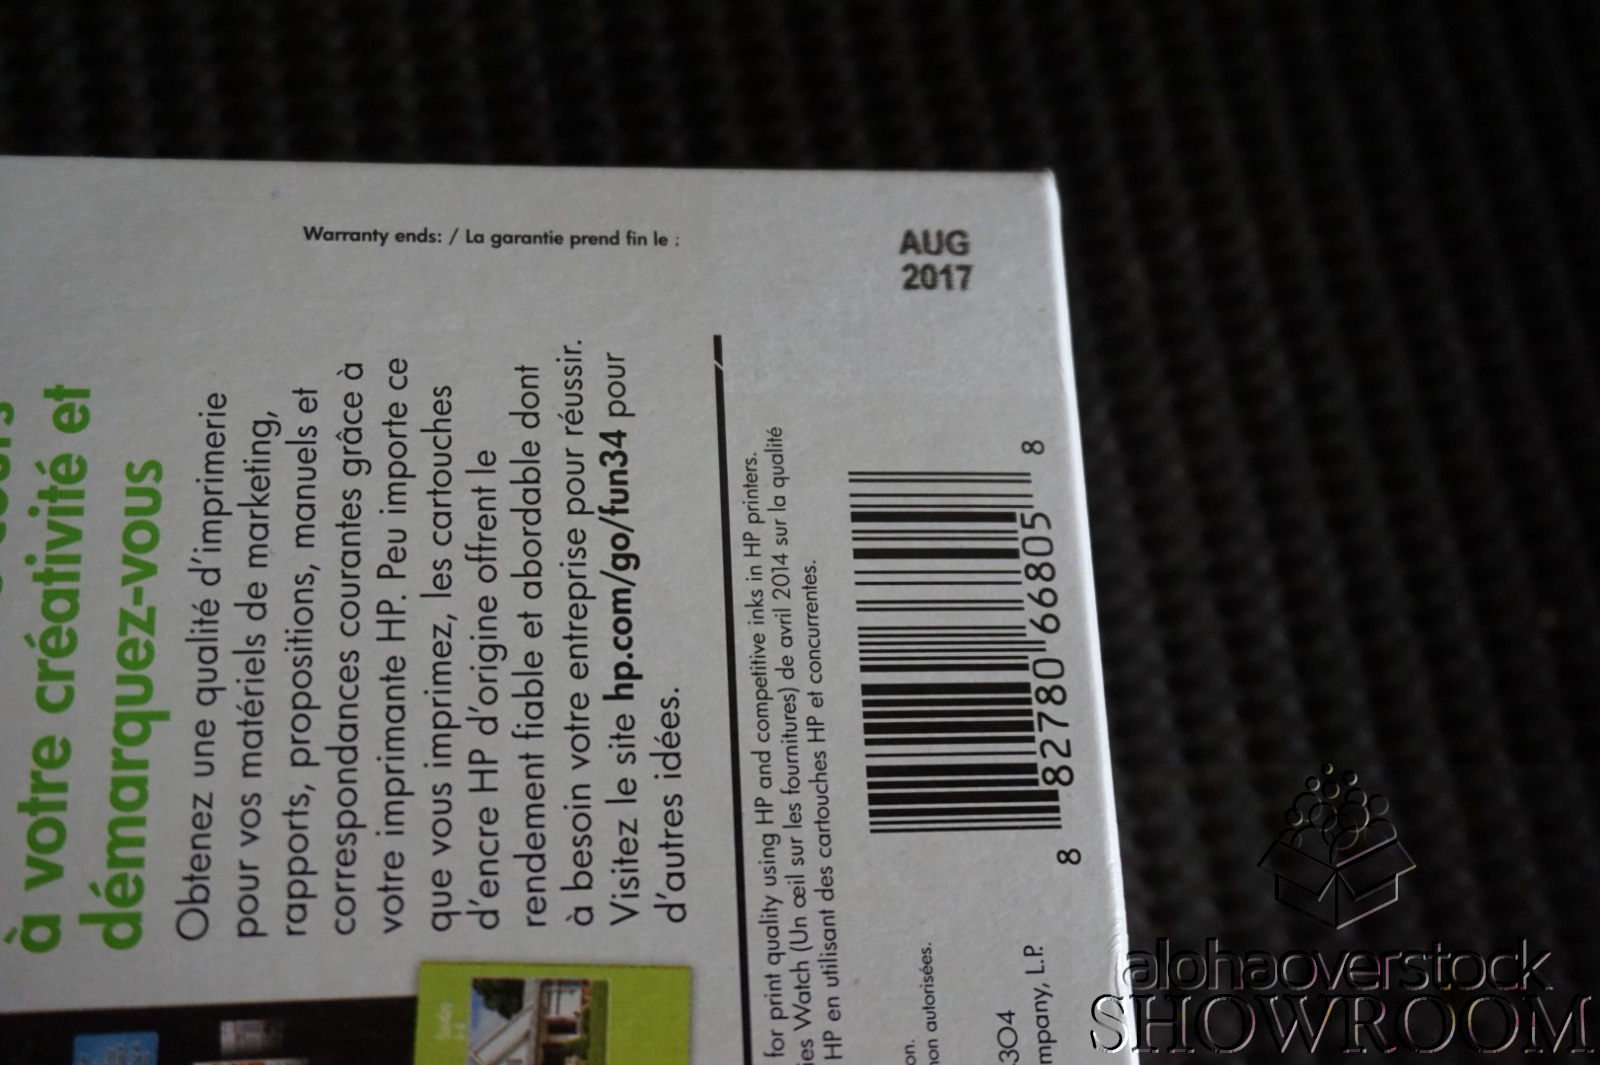 Warranty ends: / La garantie prend fin le :
AUG
2017
à votre créativité et
démarquez-vous
Obtenez une qualité d'imprimerie
pour vos matériels de marketing,
rapports, propositions, manuels et
correspondances courantes grâce à
votre imprimante HP. Peu importe ce
que vous imprimez, les cartouches
d'encre HP d'origine offrent le
rendement fiable et abordable dont
à besoin votre entreprise pour réussir.
Visitez le site hp.com/go/fun34 pour
d'autres idées.
for print quality using HP and competitive inks in HP printers.
es Watch (Un œil sur les fournitures) de avril 2014 sur la qualité
HP en utilisant des cartouches HP et concurrentes.
8 82780 66805 8
on.
on autorisées.
304
mpany, L.P.
alohaoverstock
SHOWROOM